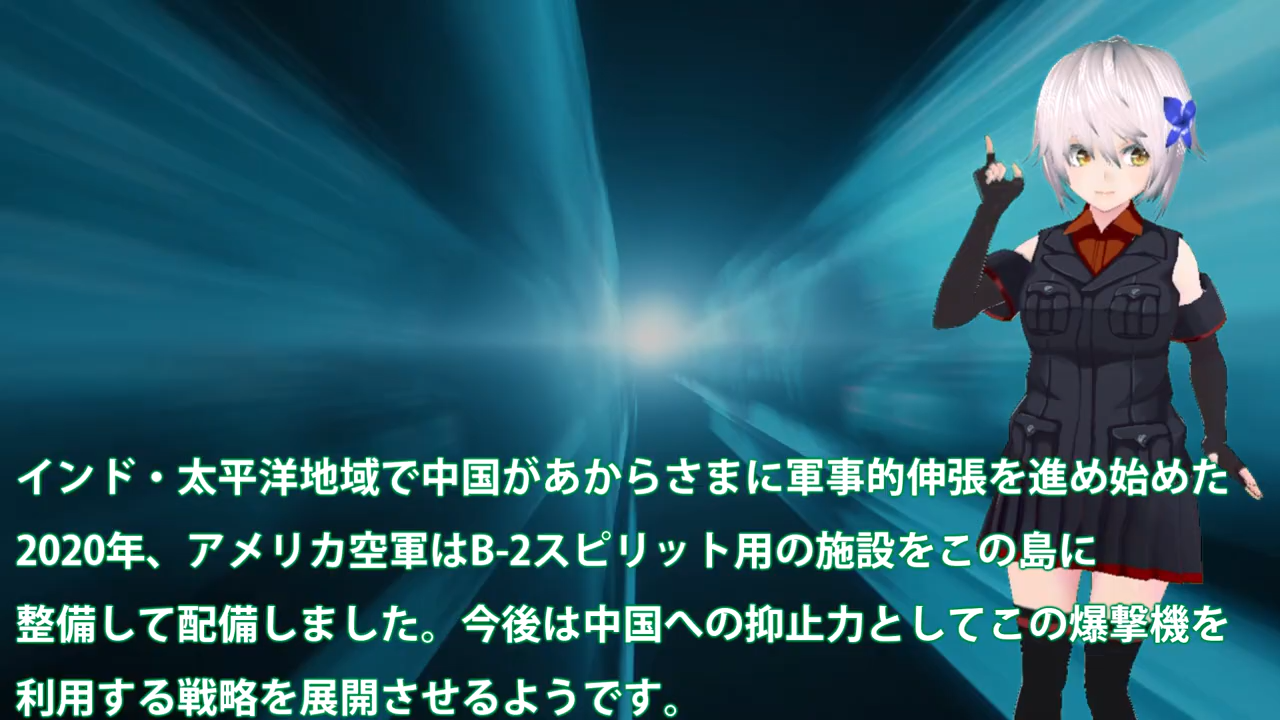 インド・太平洋地域で中国があからさまに軍事的伸張を進め始めた
2020年、アメリカ空軍はB-2スピリット用の施設をこの島に
整備して配備しました。今後は中国への抑止力としてこの爆撃機を
利用する戦略を展開させるようです。